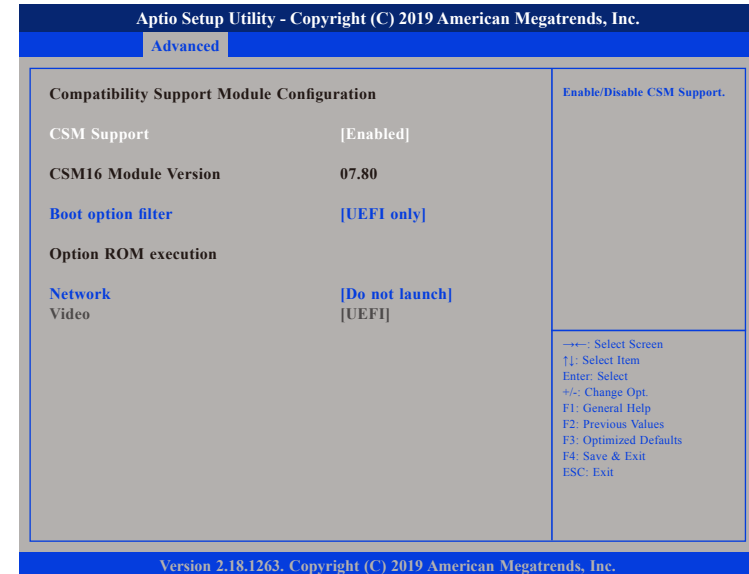 Aptio Setup Utility - Copyright (C) 2019 American Megatrends, Inc.
Advanced
Compatibility Support Module Configuration
CSM Support [Enabled]
CSM16 Module Version 07.80
Boot option filter [UEFI only]
Option ROM execution
Network [Do not launch]
Video [UEFI]
Enable/Disable CSM Support.
→←: Select Screen
↑↓: Select Item
Enter: Select
+/-: Change Opt.
F1: General Help
F2: Previous Values
F3: Optimized Defaults
F4: Save & Exit
ESC: Exit
Version 2.18.1263. Copyright (C) 2019 American Megatrends, Inc.